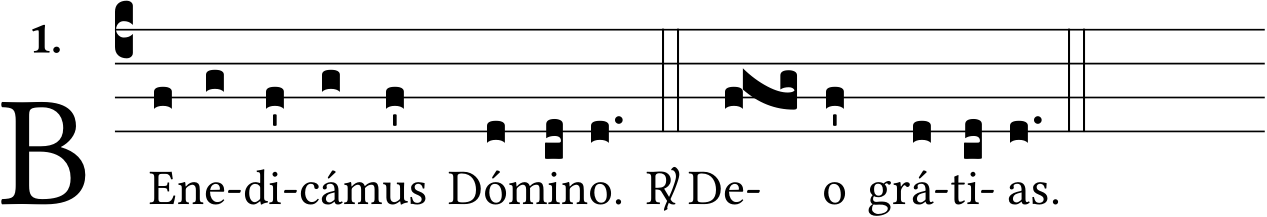 1.
BEne-di-cámus Dómino. ℟ De- o grá-ti- as.